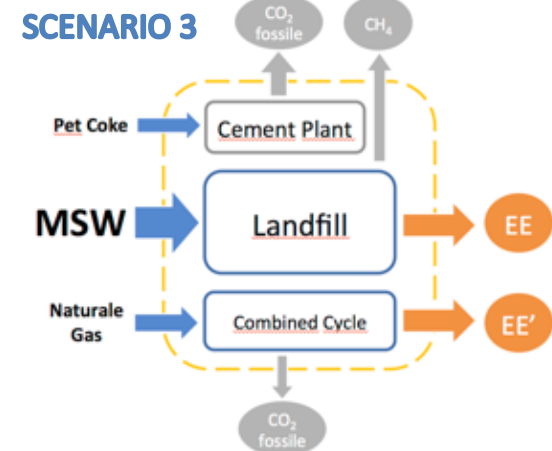 SCENARIO 3
CO₂
fossile
CH₄
Pet Coke
Cement Plant
MSW
Landfill
EE
Naturale
Gas
Combined Cycle
EE’
CO₂
fossile